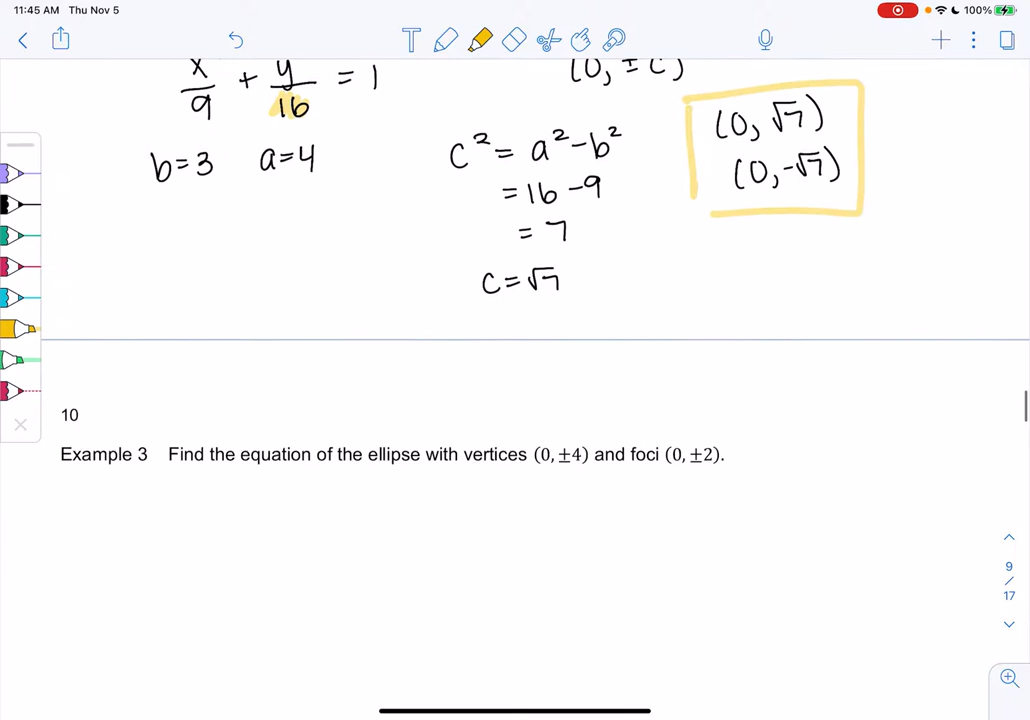 11:45 AM Thu Nov 5
100%
T
x/9 + y/16 = 1
(0, ± c)
b=3 a=4
c² = a² - b²
= 16 - 9
= 7
c = √7
(0, √7)
(0, -√7)
10
Example 3 Find the equation of the ellipse with vertices (0, ±4) and foci (0, ±2).
9
/
17